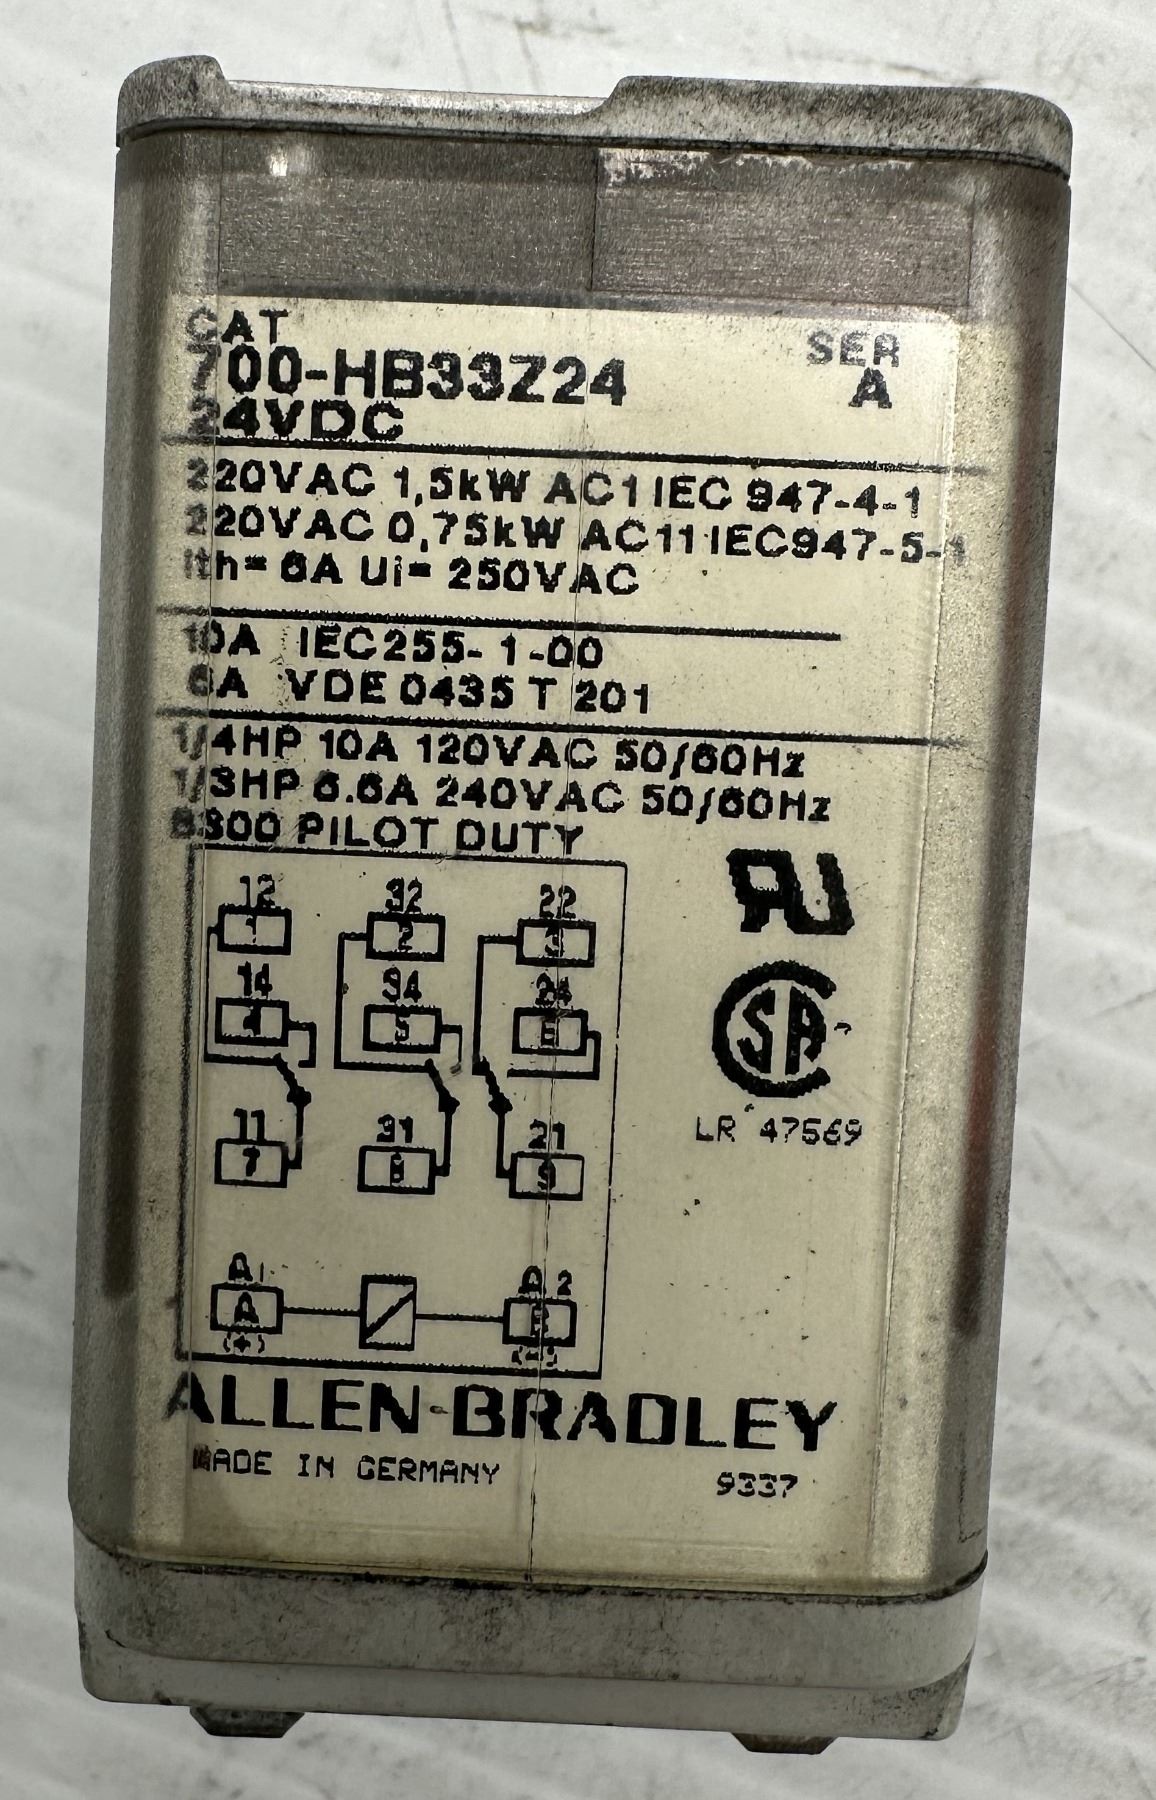 CAT
SER
700-HB33Z24
A
24VDC
220VAC 1,5kW AC1 IEC 947-4-1
220VAC 0,75kW AC11 IEC947-5-1
Ith= 6A Ui= 250VAC
10A IEC255-1-00
6A VDE 0435 T 201
1/4HP 10A 120VAC 50/60Hz
1/3HP 6.6A 240VAC 50/60Hz
B300 PILOT DUTY
12 32 22
1 2 3
14 34 24
4 5 6
11 31 21
7 8 9
A1 A2
A B
(+) (-)
RU
SA
LR 47569
ALLEN-BRADLEY
MADE IN GERMANY
9337